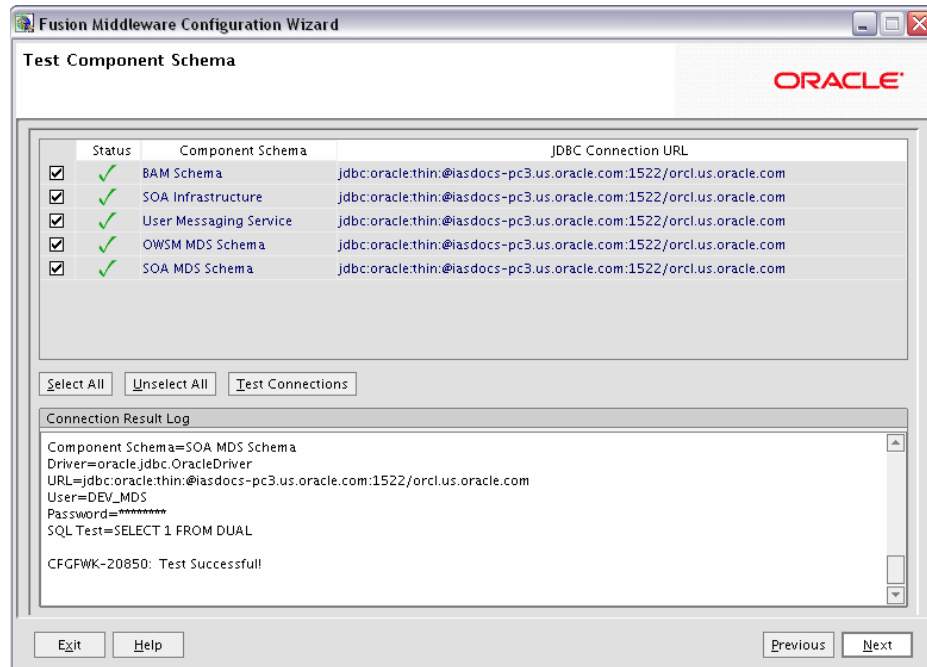 Fusion Middleware Configuration Wizard
Test Component Schema
ORACLE
Status Component Schema JDBC Connection URL
BAM Schema jdbc:oracle:thin:@iasdocs-pc3.us.oracle.com:1522/orcl.us.oracle.com
SOA Infrastructure jdbc:oracle:thin:@iasdocs-pc3.us.oracle.com:1522/orcl.us.oracle.com
User Messaging Service jdbc:oracle:thin:@iasdocs-pc3.us.oracle.com:1522/orcl.us.oracle.com
OWSM MDS Schema jdbc:oracle:thin:@iasdocs-pc3.us.oracle.com:1522/orcl.us.oracle.com
SOA MDS Schema jdbc:oracle:thin:@iasdocs-pc3.us.oracle.com:1522/orcl.us.oracle.com
Select All Unselect All Test Connections
Connection Result Log
Component Schema=SOA MDS Schema
Driver=oracle.jdbc.OracleDriver
URL=jdbc:oracle:thin:@iasdocs-pc3.us.oracle.com:1522/orcl.us.oracle.com
User=DEV_MDS
Password=********
SQL Test=SELECT 1 FROM DUAL
CFGFWK-20850: Test Successful!
Exit Help Previous Next